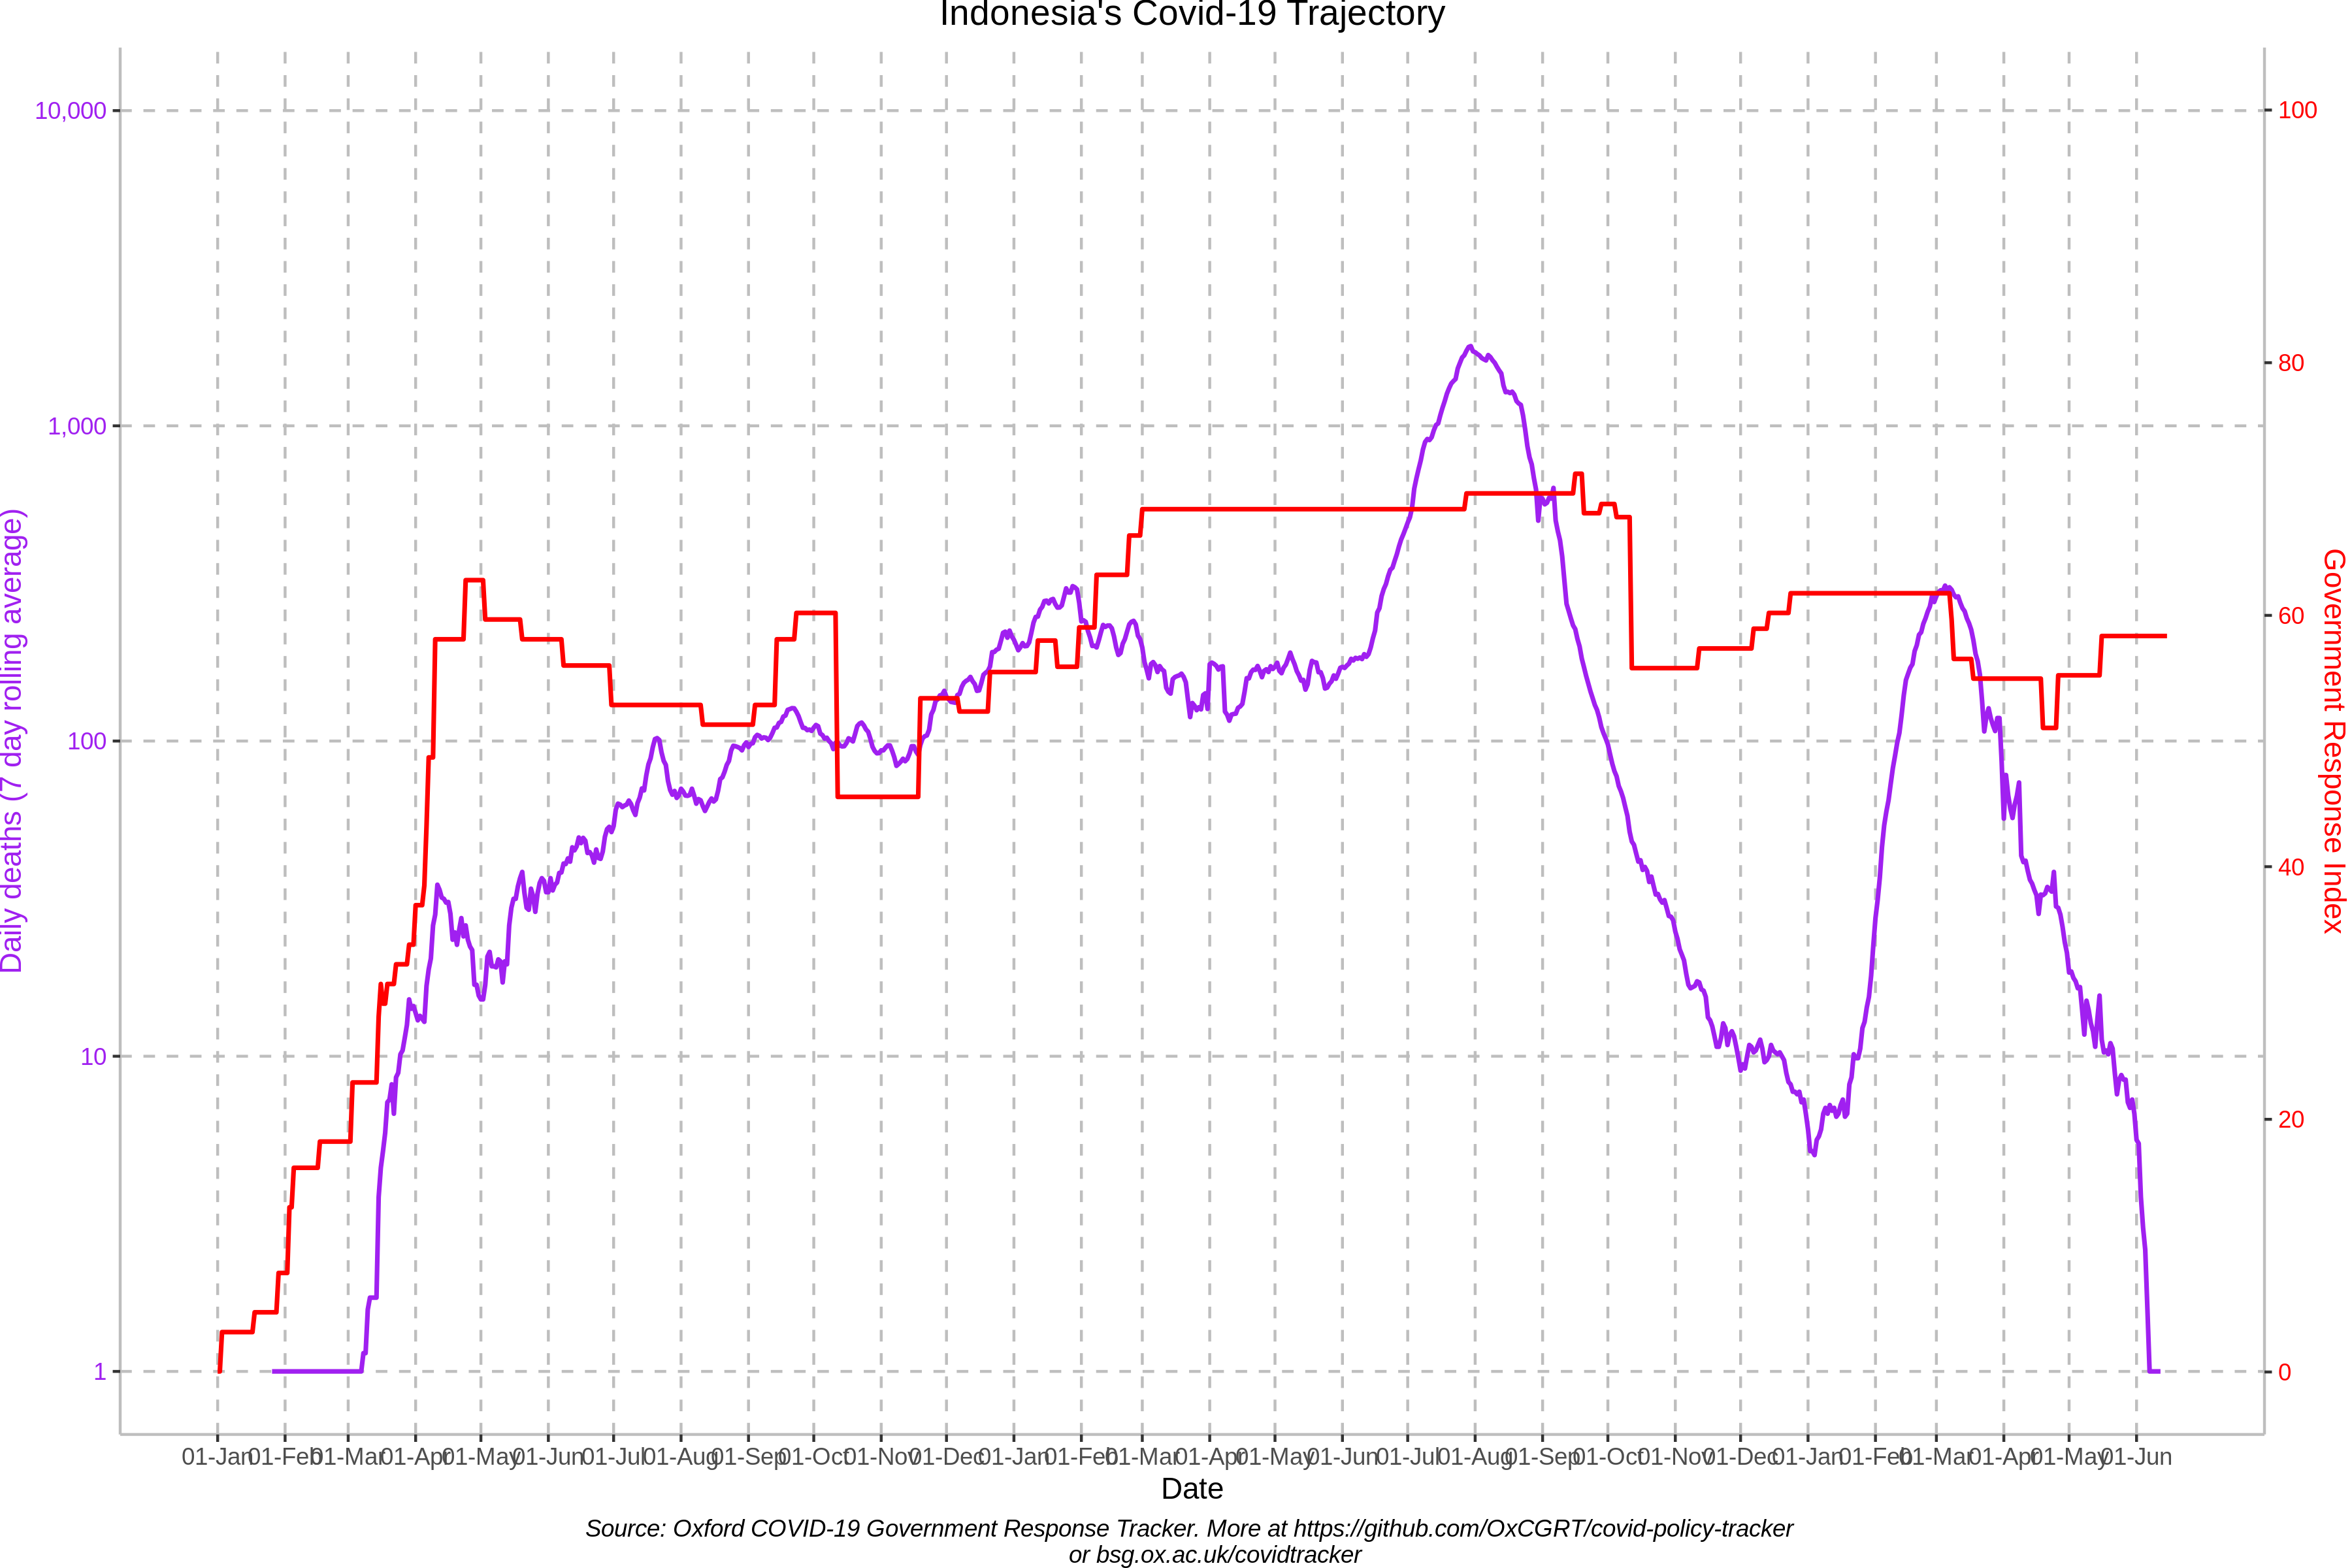 Indonesia's Covid-19 Trajectory
10,000
1,000
100
10
1
Daily deaths (7 day rolling average)
100
80
60
40
20
0
Government Response Index
01-Jan 01-Feb 01-Mar 01-Apr 01-May 01-Jun 01-Jul 01-Aug 01-Sep 01-Oct 01-Nov 01-Dec 01-Jan 01-Feb 01-Mar 01-Apr 01-May 01-Jun 01-Jul 01-Aug 01-Sep 01-Oct 01-Nov 01-Dec 01-Jan 01-Feb 01-Mar 01-Apr 01-May 01-Jun
Date
Source: Oxford COVID-19 Government Response Tracker. More at https://github.com/OxCGRT/covid-policy-tracker
or bsg.ox.ac.uk/covidtracker